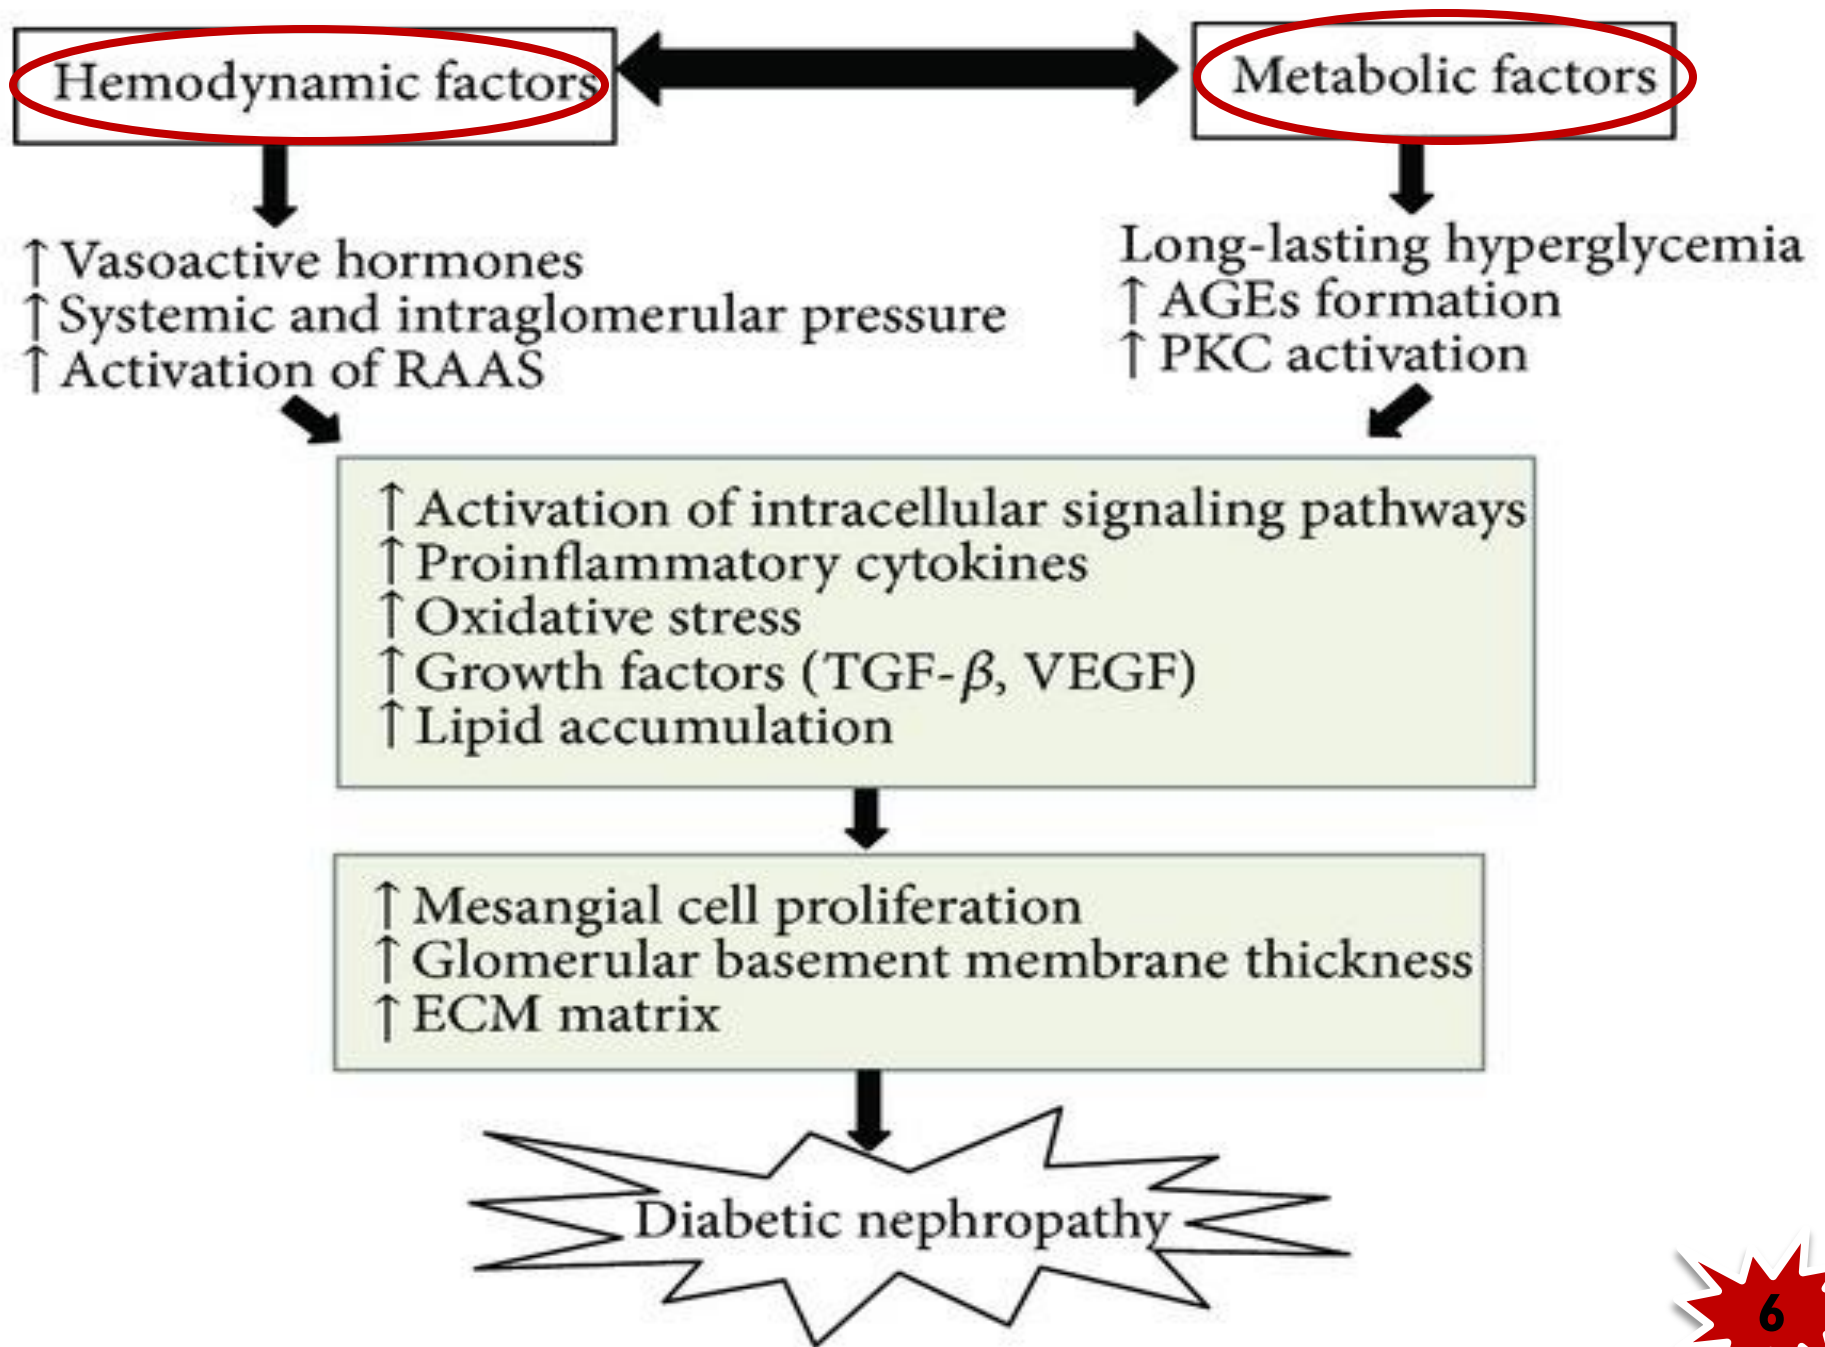 Hemodynamic factors
Metabolic factors
↑ Vasoactive hormones
↑ Systemic and intraglomerular pressure
↑ Activation of RAAS
Long-lasting hyperglycemia
↑ AGEs formation
↑ PKC activation
↑ Activation of intracellular signaling pathways
↑ Proinflammatory cytokines
↑ Oxidative stress
↑ Growth factors (TGF-β, VEGF)
↑ Lipid accumulation
↑ Mesangial cell proliferation
↑ Glomerular basement membrane thickness
↑ ECM matrix
Diabetic nephropathy
6